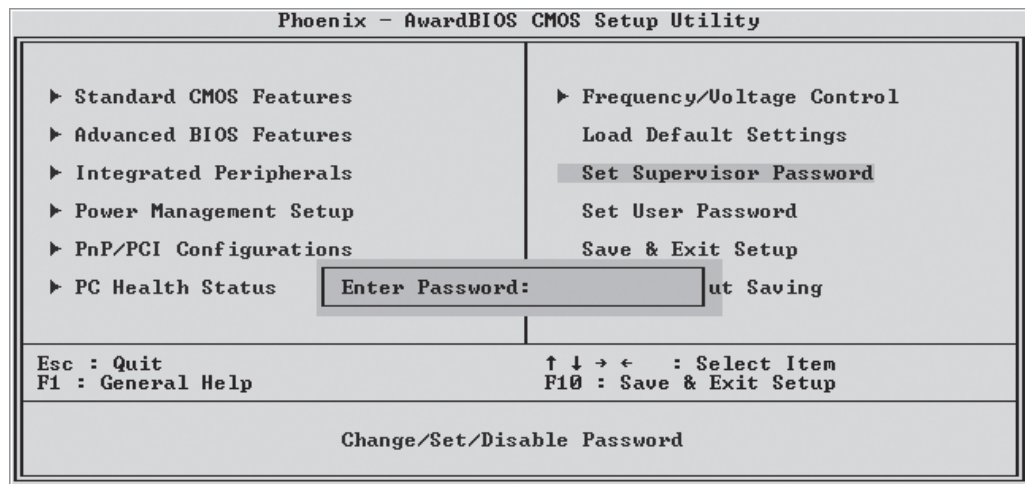 Phoenix - AwardBIOS CMOS Setup Utility
▶ Standard CMOS Features
▶ Advanced BIOS Features
▶ Integrated Peripherals
▶ Power Management Setup
▶ PnP/PCI Configurations
▶ PC Health Status
▶ Frequency/Voltage Control
Load Default Settings
Set Supervisor Password
Set User Password
Save & Exit Setup
ut Saving
Enter Password:
Esc : Quit
F1 : General Help
↑ ↓ → ← : Select Item
F10 : Save & Exit Setup
Change/Set/Disable Password